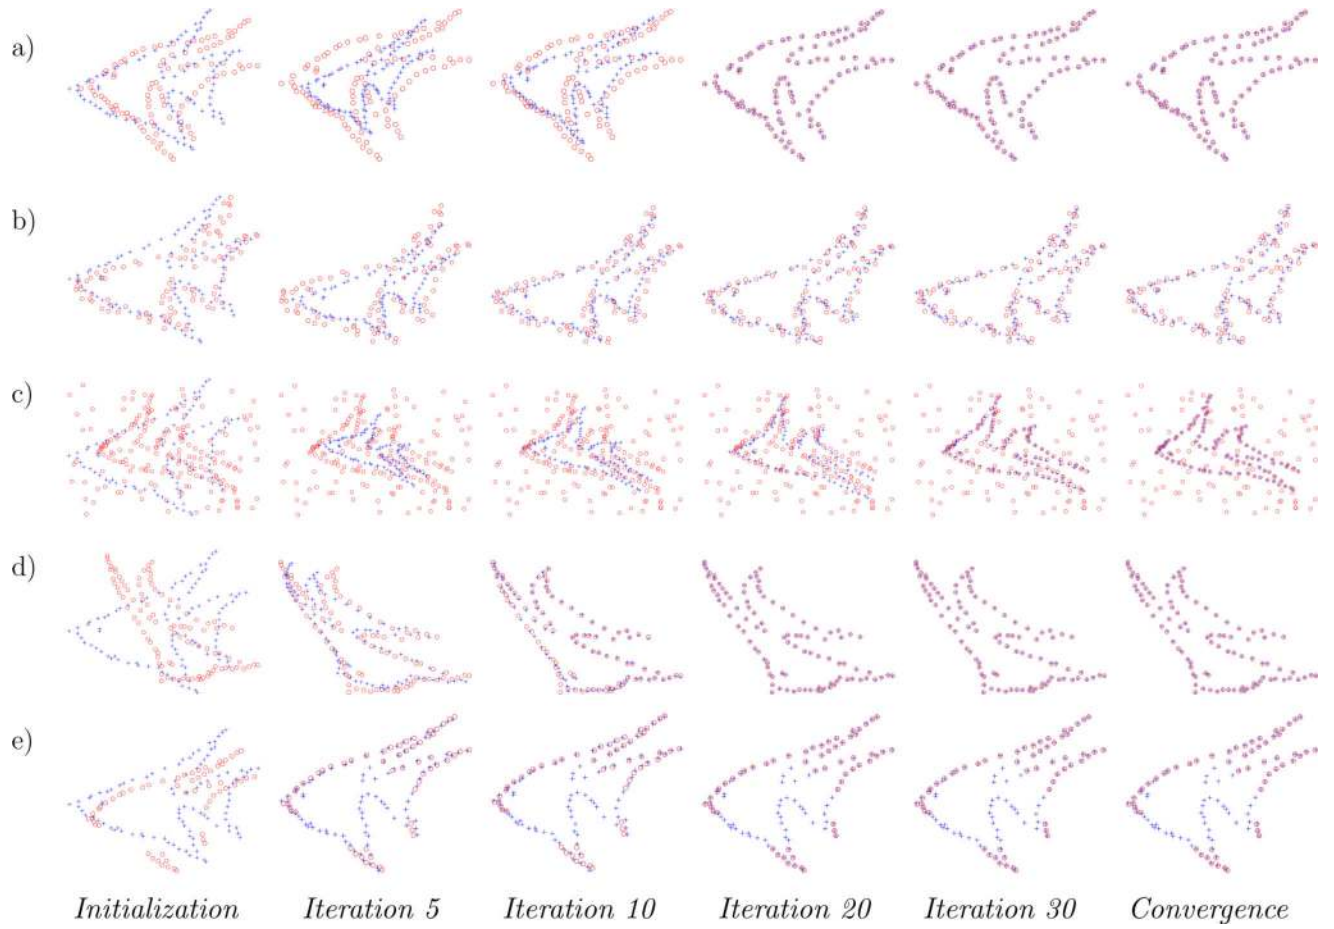 a)
b)
c)
d)
e)
Initialization Iteration 5 Iteration 10 Iteration 20 Iteration 30 Convergence